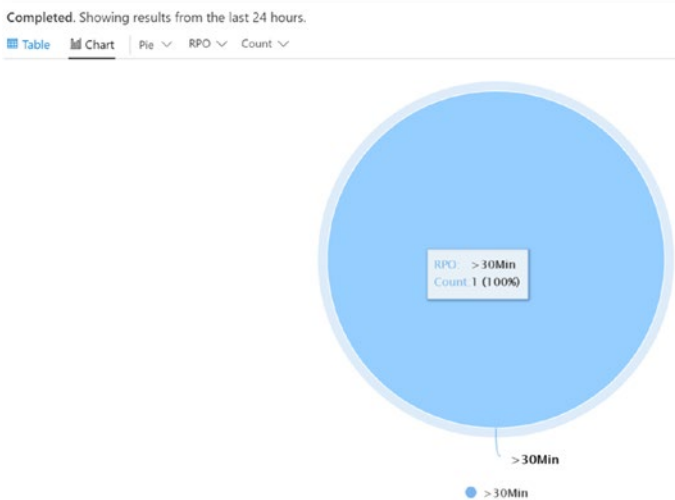 Completed. Showing results from the last 24 hours.
Table Chart Pie RPO Count
RPO: >30Min
Count:1 (100%)
>30Min
>30Min